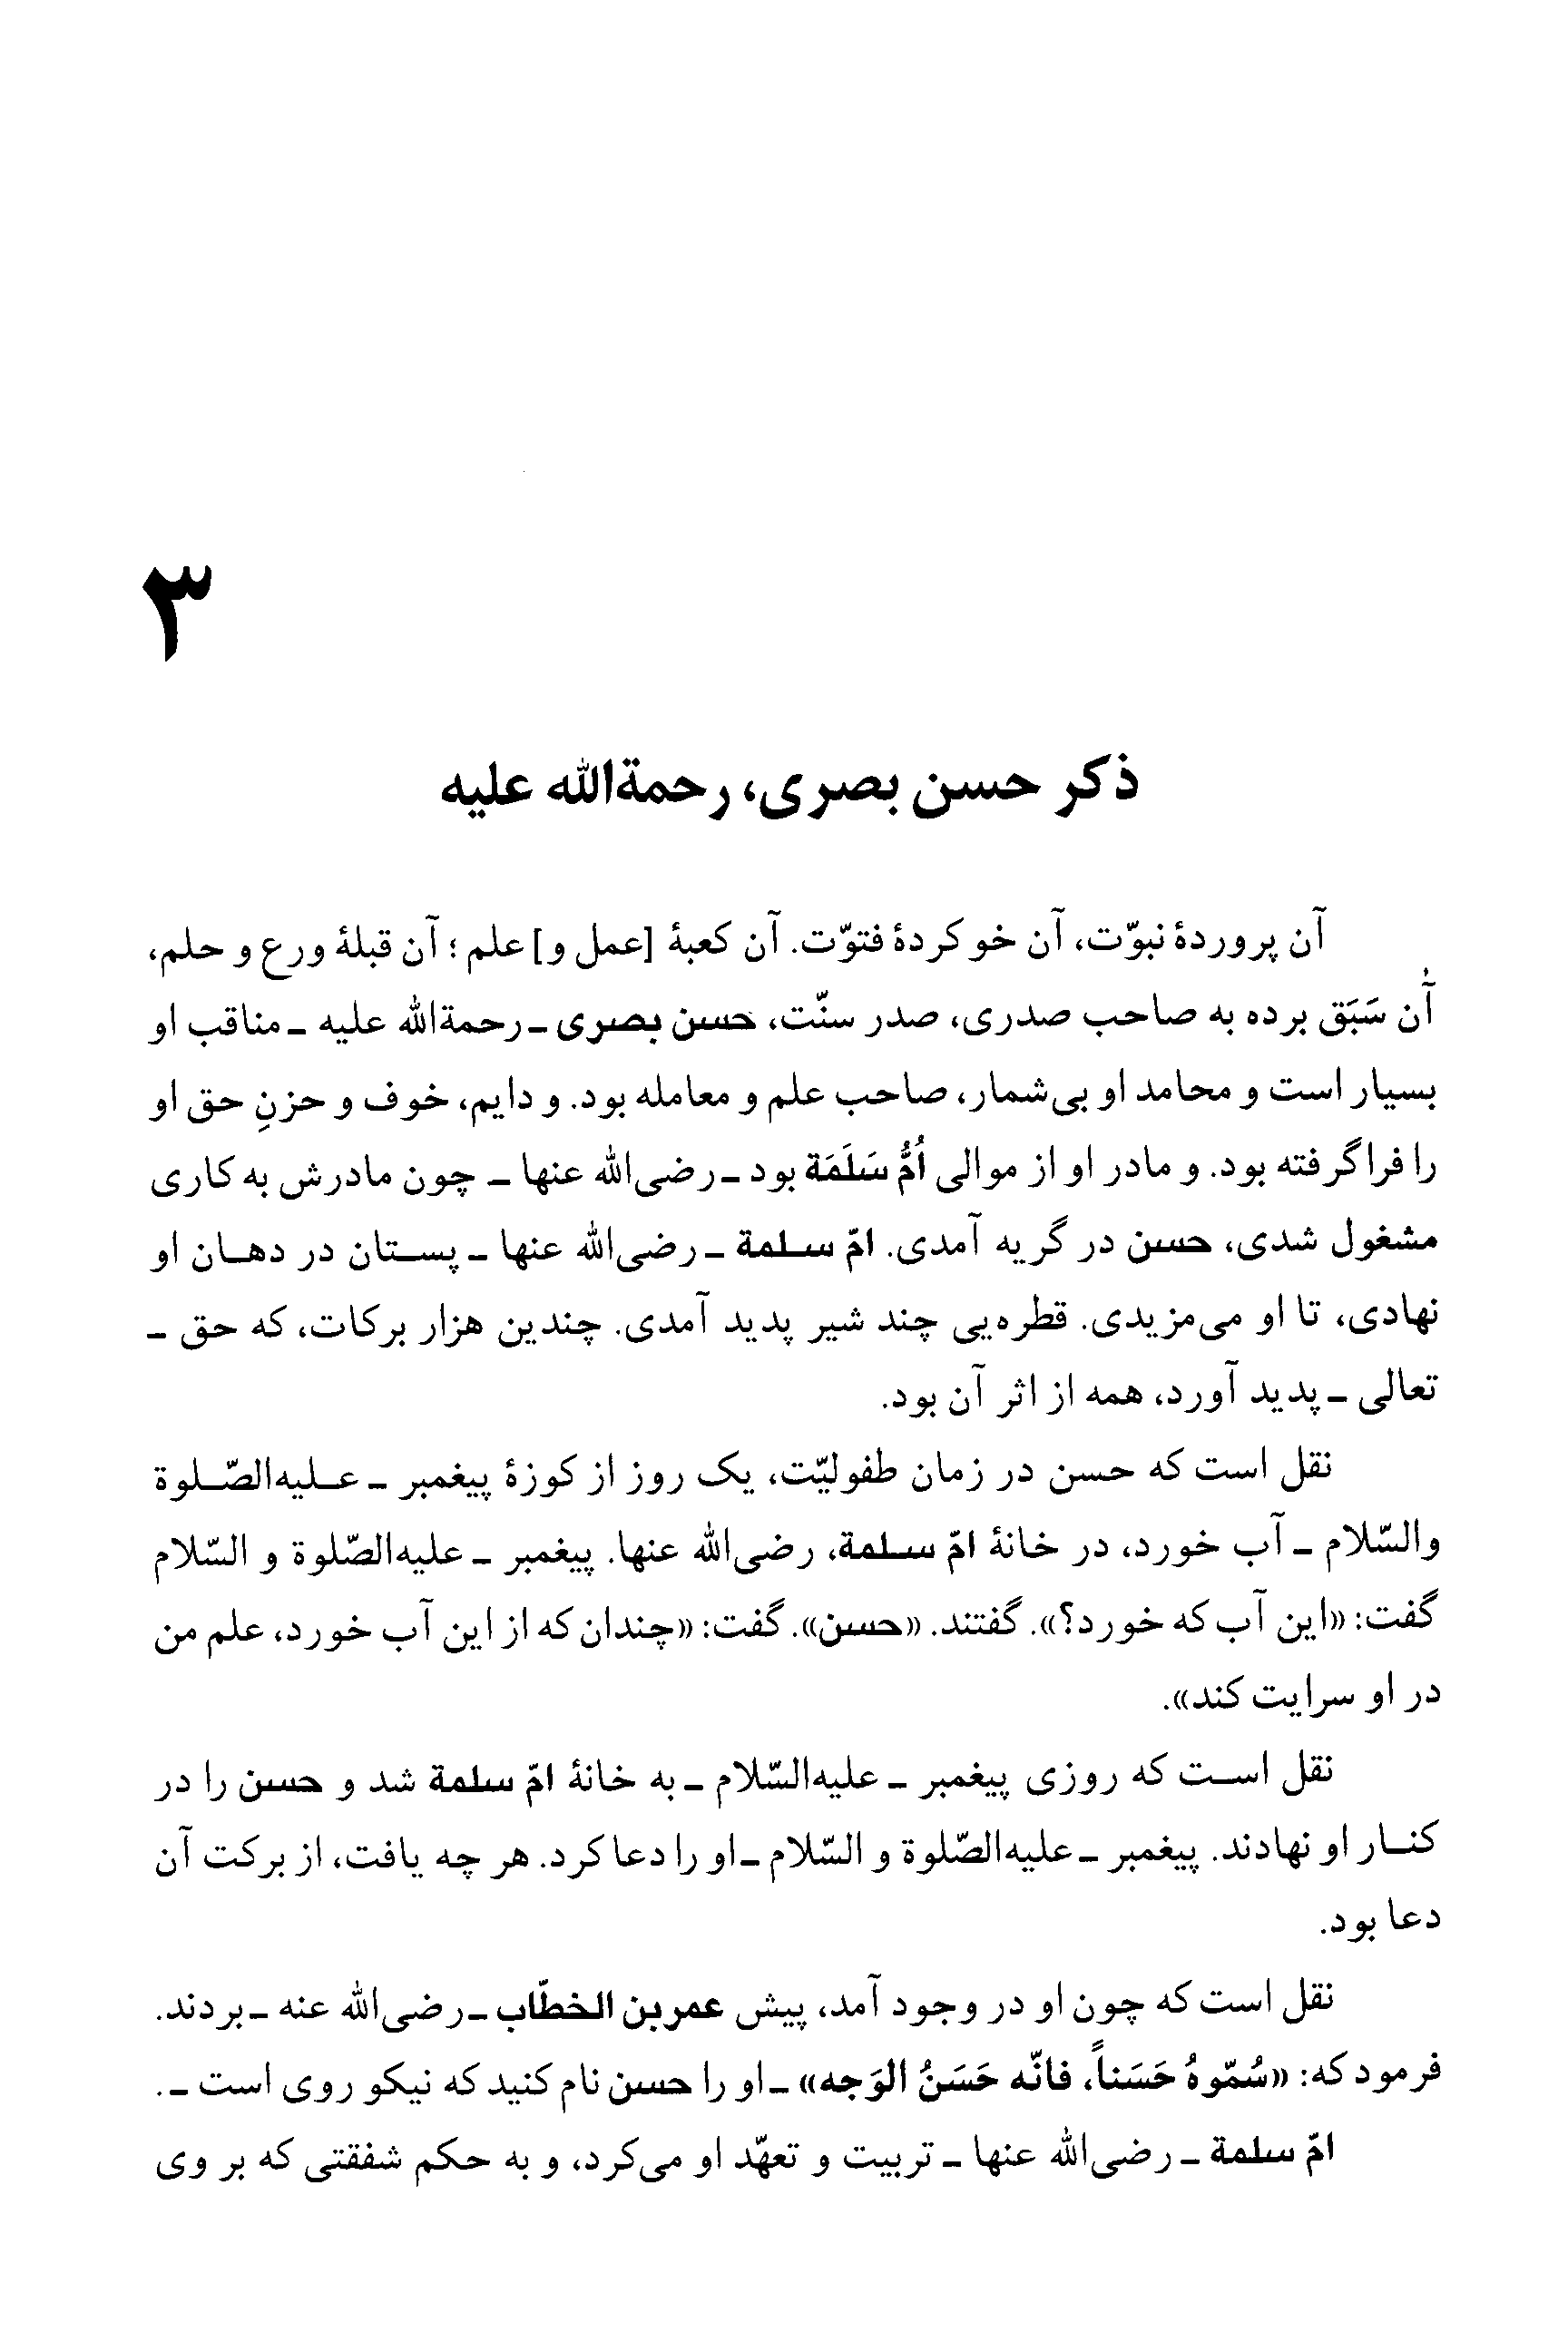 ۳
ذکر حسن بصری، رحمةالله علیه
آن پروردهٔ نبوّت، آن خو کردهٔ فتوّت. آن کعبهٔ [عمل و] علم؛ آن قبلهٔ ورع و حلم،
آن سَبَق برده به صاحب صدری، صدر سنّت، حسن بصری ـ رحمةالله علیه ـ مناقب او
بسیار است و محامد او بی‌شمار، صاحب علم و معامله بود. و دایم، خوف و حزنِ حق او
را فراگرفته بود. و مادر او از موالی اُمُّ سَلَمَة بود ـ رضی‌الله عنها ـ چون مادرش به کاری
مشغول شدی، حسن در گریه آمدی. امّ سلمة ـ رضی‌الله عنها ـ پستان در دهان او
نهادی، تا او می‌مزیدی. قطره‌یی چند شیر پدید آمدی. چندین هزار برکات، که حق ـ
تعالی ـ پدید آورد، همه از اثر آن بود.
نقل است که حسن در زمان طفولیّت، یک روز از کوزهٔ پیغمبر ـ علیه‌الصّلوة
والسّلام ـ آب خورد، در خانهٔ امّ سلمة، رضی‌الله عنها. پیغمبر ـ علیه‌الصّلوة و السّلام
گفت: «این آب که خورد؟». گفتند. «حسن». گفت: «چندان که از این آب خورد، علم من
در او سرایت کند».
نقل است که روزی پیغمبر ـ علیه‌السّلام ـ به خانهٔ امّ سلمة شد و حسن را در
کنار او نهادند. پیغمبر ـ علیه‌الصّلوة و السّلام ـ او را دعا کرد. هر چه یافت، از برکت آن
دعا بود.
نقل است که چون او در وجود آمد، پیش عمربن الخطّاب ـ رضی‌الله عنه ـ بردند.
فرمود که: «سُمّوهُ حَسَناً، فانّه حَسَنُ الوَجه» ـ او را حسن نام کنید که نیکو روی است ـ.
امّ سلمة ـ رضی‌الله عنها ـ تربیت و تعهّد او می‌کرد، و به حکم شفقتی که بر وی